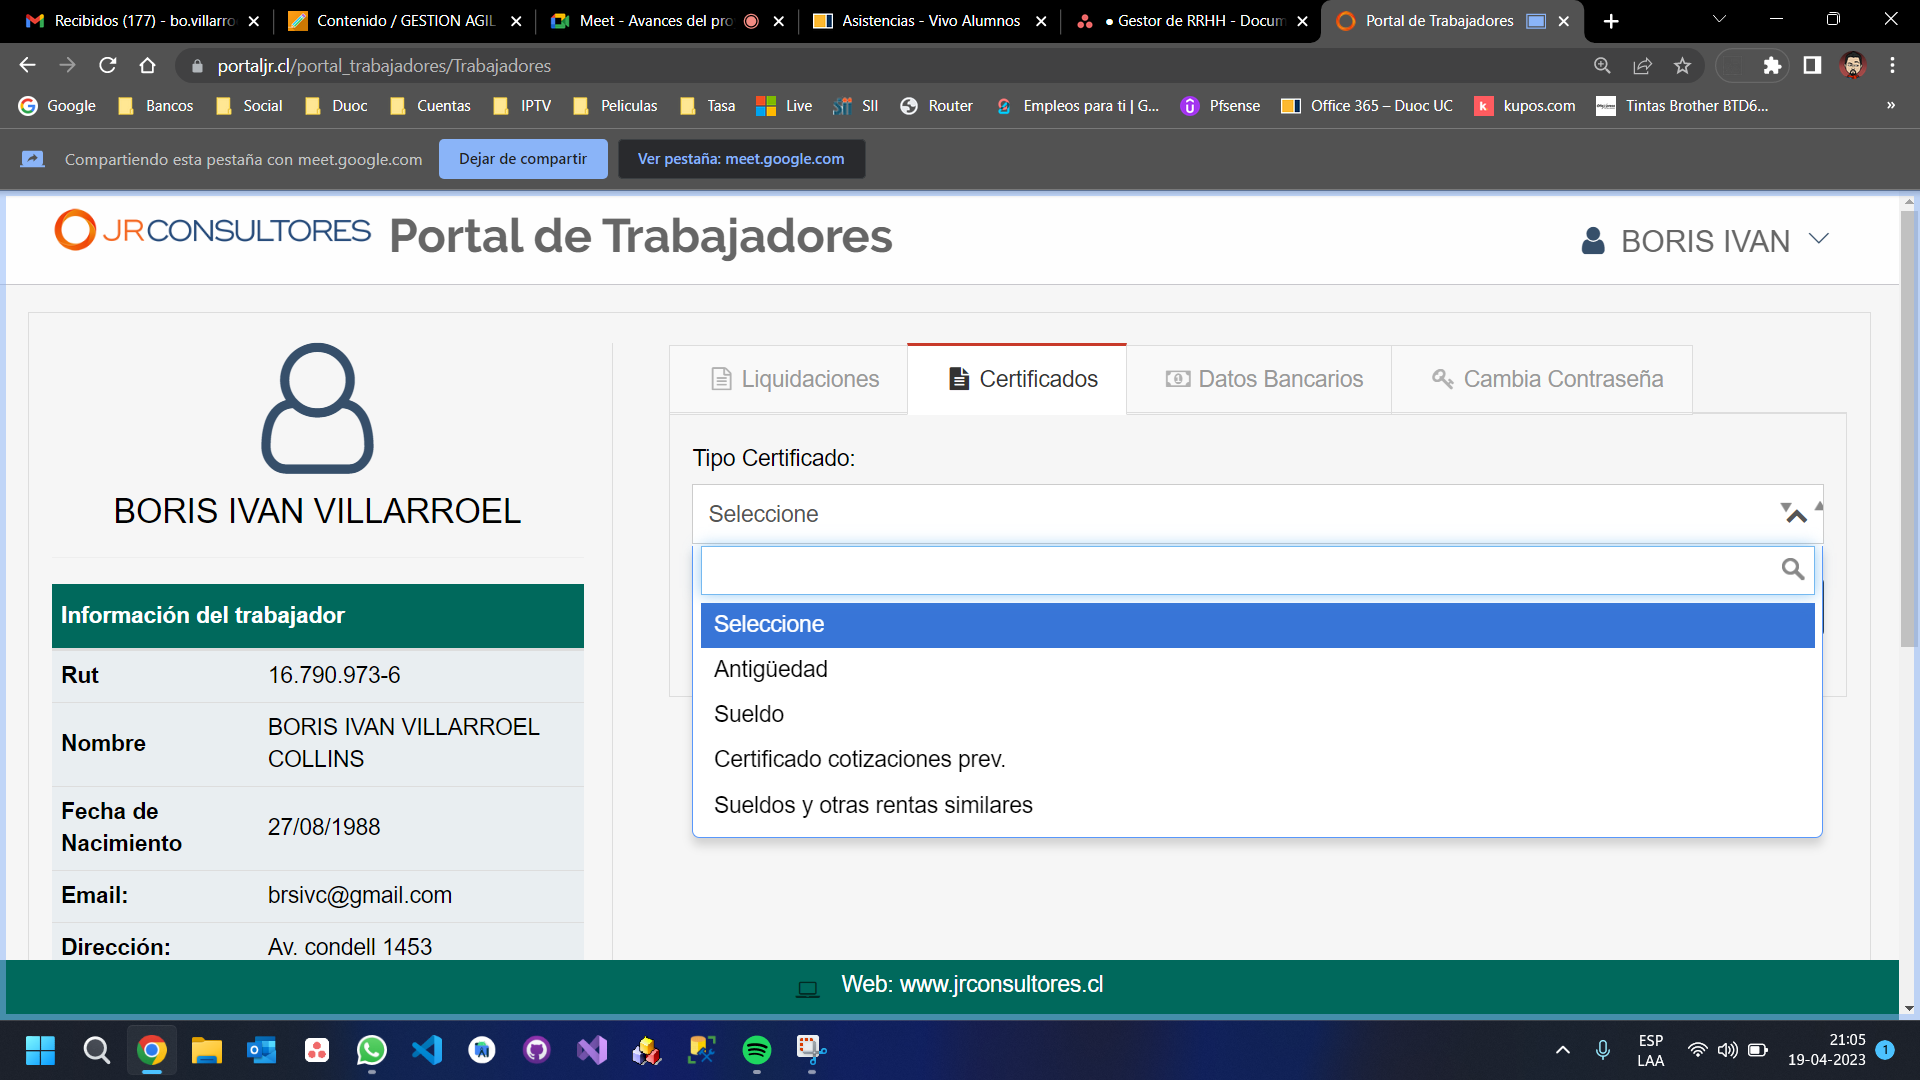 Recibidos (177) - bo.villarro
Contenido / GESTION AGIL
Meet - Avances del pro
Asistencias - Vivo Alumnos
● Gestor de RRHH - Docum
Portal de Trabajadores
portaljr.cl/portal_trabajadores/Trabajadores
Google
Bancos
Social
Duoc
Cuentas
IPTV
Peliculas
Tasa
Live
SII
Router
Empleos para ti | G...
Pfsense
Office 365 – Duoc UC
kupos.com
Tintas Brother BTD6...
»
Compartiendo esta pestaña con meet.google.com
Dejar de compartir
Ver pestaña: meet.google.com
JRCONSULTORES
Portal de Trabajadores
BORIS IVAN
BORIS IVAN VILLARROEL
Información del trabajador
Rut 16.790.973-6
Nombre BORIS IVAN VILLARROEL
COLLINS
Fecha de
Nacimiento 27/08/1988
Email: brsivc@gmail.com
Dirección: Av. condell 1453
Liquidaciones
Certificados
Datos Bancarios
Cambia Contraseña
Tipo Certificado:
Seleccione
Seleccione
Antigüedad
Sueldo
Certificado cotizaciones prev.
Sueldos y otras rentas similares
Web: www.jrconsultores.cl
ESP
LAA
21:05
19-04-2023
1